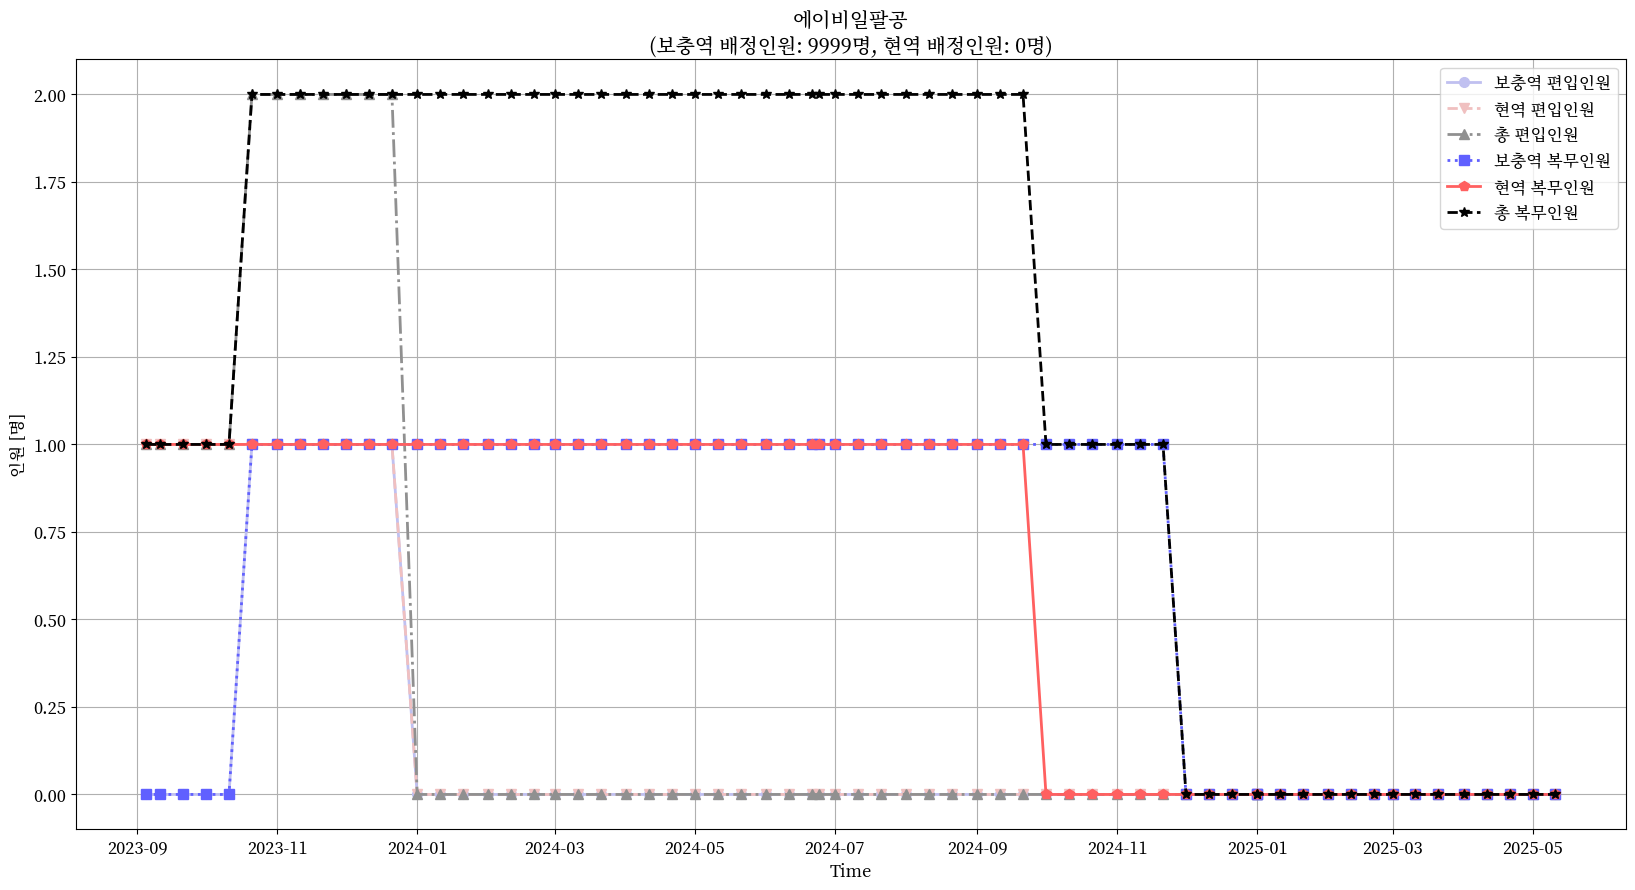 에이비일팔공
(보충역 배정인원: 9999명, 현역 배정인원: 0명)
보충역 편입인원
현역 편입인원
총 편입인원
보충역 복무인원
현역 복무인원
총 복무인원
2.00
1.75
1.50
1.25
1.00
0.75
0.50
0.25
0.00
인원 [명]
2023-09 2023-11 2024-01 2024-03 2024-05 2024-07 2024-09 2024-11 2025-01 2025-03 2025-05
Time